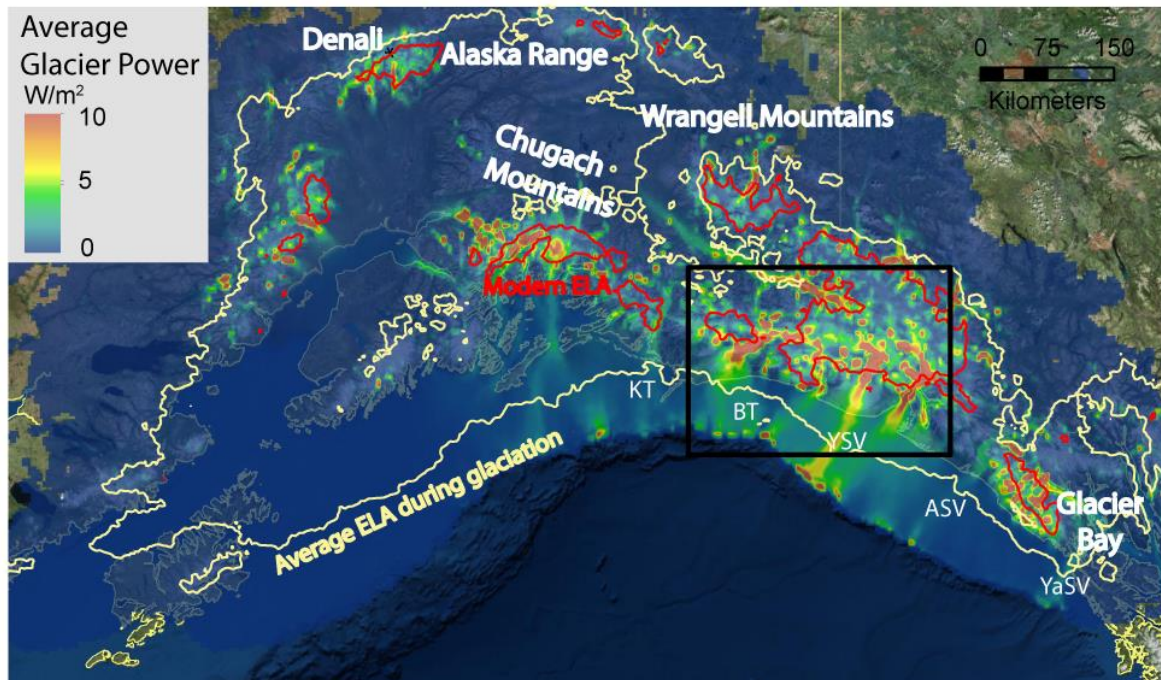 Average
Glacier Power
W/m²
10
5
0
Denali
Alaska Range
0 75 150
Kilometers
Wrangell Mountains
Chugach
Mountains
Modern ELA
KT
BT
YSV
Average ELA during glaciation
ASV
Glacier
Bay
YaSV